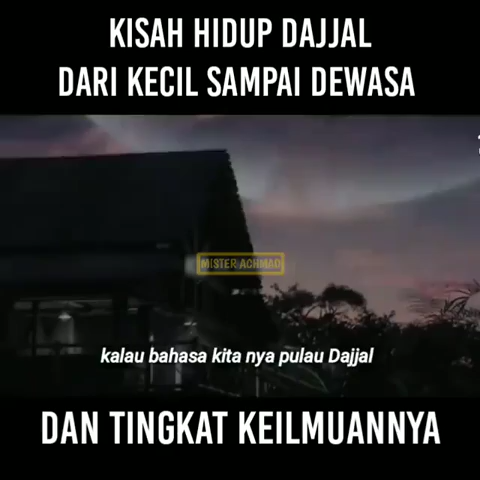 KISAH HIDUP DAJJAL
DARI KECIL SAMPAI DEWASA
MISTER ACHMAD
kalau bahasa kita nya pulau Dajjal
DAN TINGKAT KEILMUANNYA